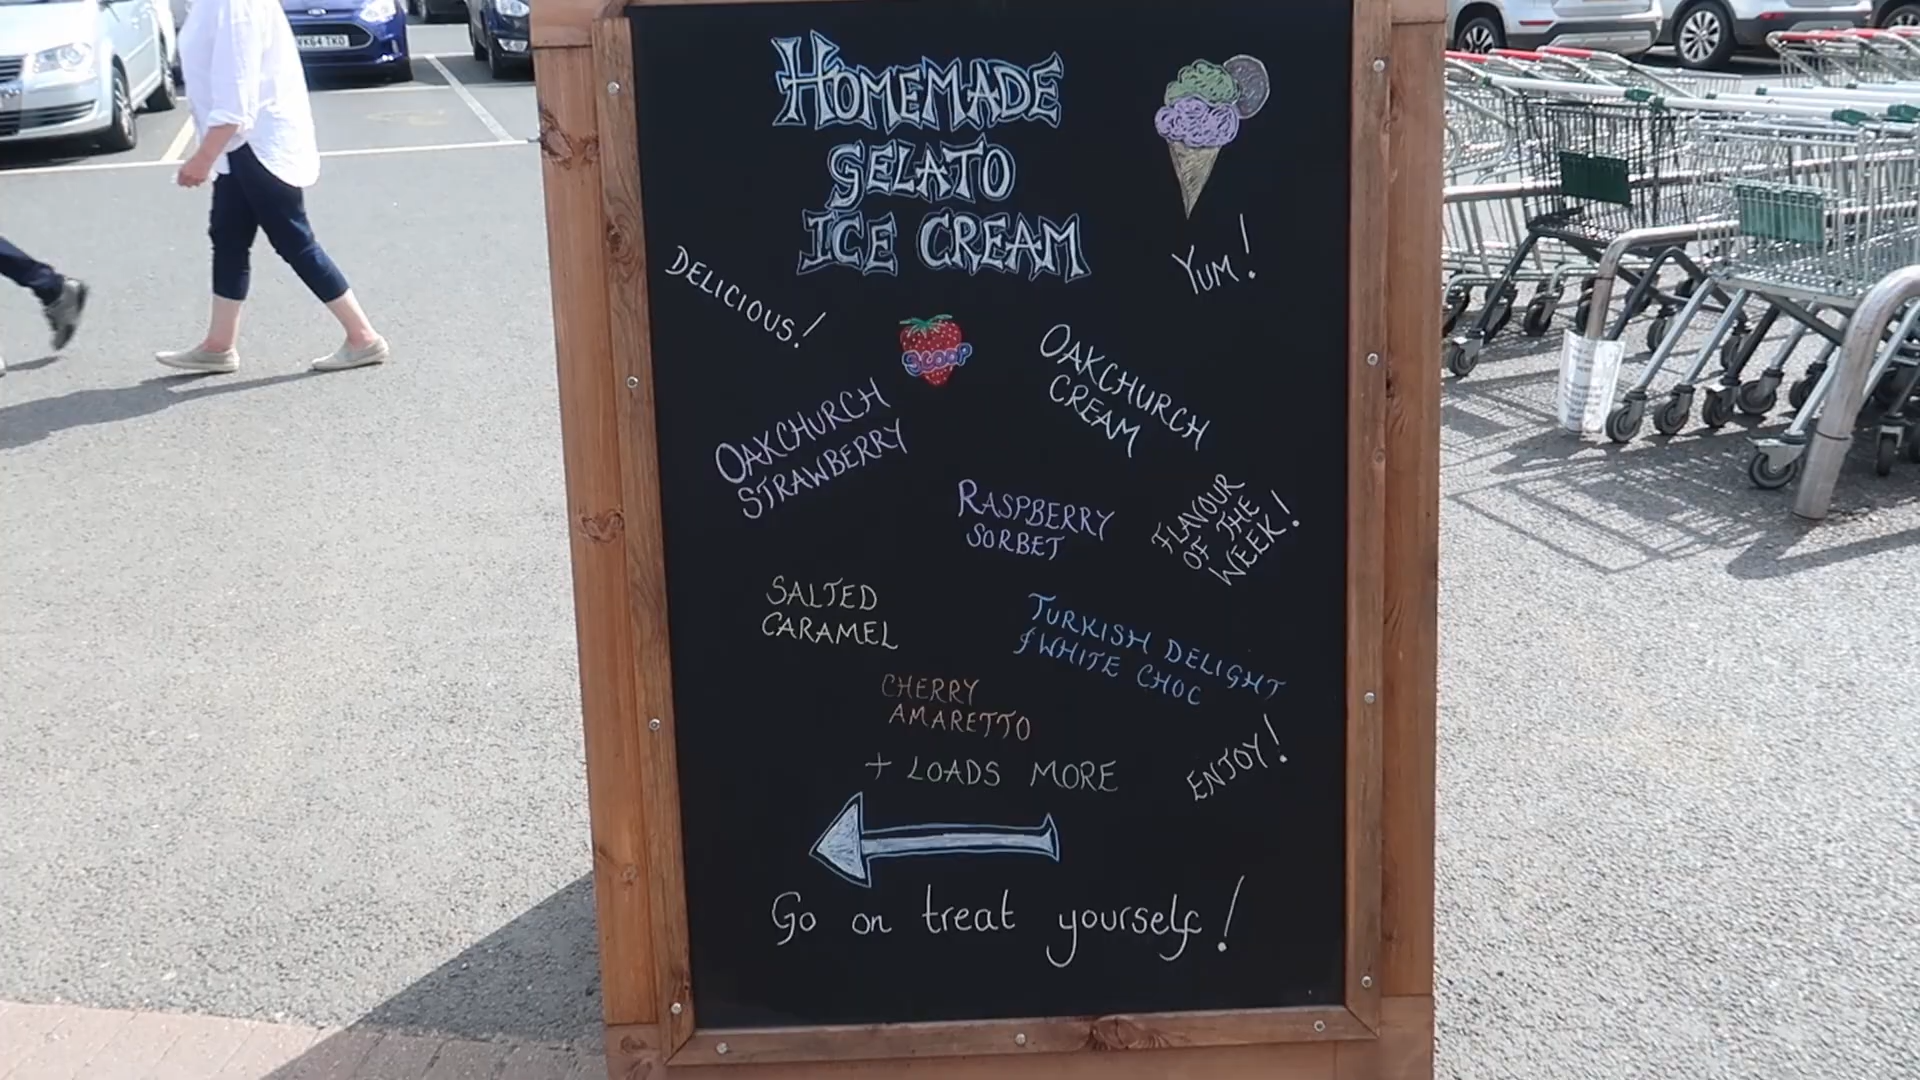 HOMEMADE
GELATO
ICE CREAM
DELICIOUS!
YUM!
SCOOP
OAKCHURCH
STRAWBERRY
OAKCHURCH
CREAM
RASPBERRY
SORBET
FLAVOUR
OF THE
WEEK!
SALTED
CARAMEL
TURKISH DELIGHT
& WHITE CHOC
CHERRY
AMARETTO
+ LOADS MORE
ENJOY!
Go on treat yourself!